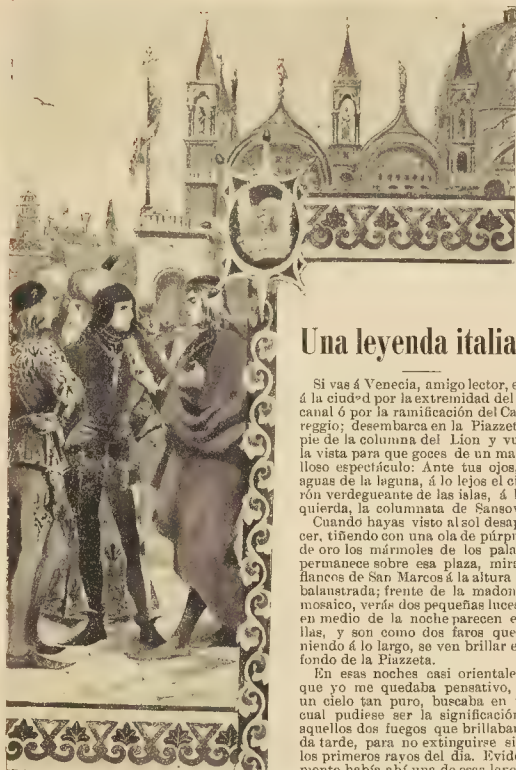 Una leyenda italia
Si vas á Venecia, amigo lector, e
á la ciudad por la extremidad del
canal ó por la ramificación del Ca
reggio; desembarca en la Piazzet
pie de la columna del Lion y vu
la vista para que goces de un ma
lloso espectáculo: Ante tus ojos,
aguas de la laguna, á lo lejos el ci
rón verdegueante de las islas, á l
quierda, la columnata de Sansov
Cuando hayas visto al sol desap
cer, tiñendo con una ola de púrpu
de oro los mármoles de los pala
permanece sobre esa plaza, mira
flancos de San Marcos á la altura
balaustrada; frente de la madon
mosaico, verás dos pequeñas luce
en medio de la noche parecen e
llas, y son como dos faros que
niendo á lo largo, se ven brillar e
fondo de la Piazzeta.
En esas noches casi orientale
que yo me quedaba pensativo,
un cielo tan puro, buscaba en
cual pudiese ser la significación
aquellos dos fuegos que brillaba
da tarde, para no extinguirse si
los primeros rayos del día. Evide
mente había ahí una de esas